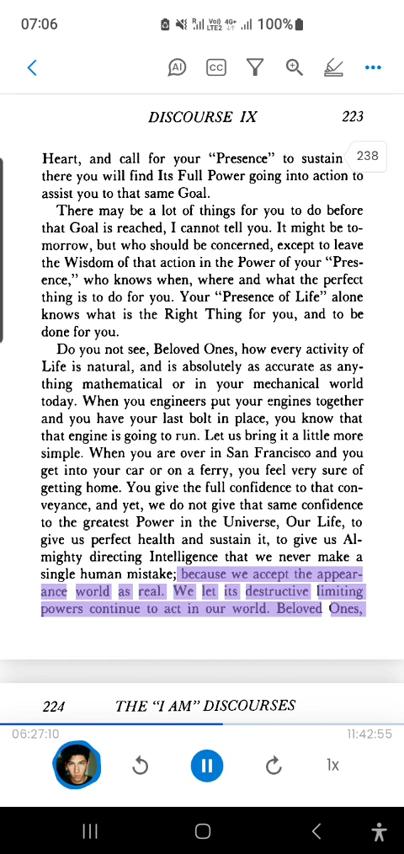 07:06
Vo))
R
LTE2
4G+
100%
AI
CC
DISCOURSE IX
223
238
Heart, and call for your “Presence” to sustain
there you will find Its Full Power going into action to
assist you to that same Goal.
There may be a lot of things for you to do before
that Goal is reached, I cannot tell you. It might be to-
morrow, but who should be concerned, except to leave
the Wisdom of that action in the Power of your “Pres-
ence,” who knows when, where and what the perfect
thing is to do for you. Your “Presence of Life” alone
knows what is the Right Thing for you, and to be
done for you.
Do you not see, Beloved Ones, how every activity of
Life is natural, and is absolutely as accurate as any-
thing mathematical or in your mechanical world
today. When you engineers put your engines together
and you have your last bolt in place, you know that
that engine is going to run. Let us bring it a little more
simple. When you are over in San Francisco and you
get into your car or on a ferry, you feel very sure of
getting home. You give the full confidence to that con-
veyance, and yet, we do not give that same confidence
to the greatest Power in the Universe, Our Life, to
give us perfect health and sustain it, to give us Al-
mighty directing Intelligence that we never make a
single human mistake; because we accept the appear-
ance world as real. We let its destructive limiting
powers continue to act in our world. Beloved Ones,
224
THE “I AM” DISCOURSES
06:27:10
11:42:55
1x